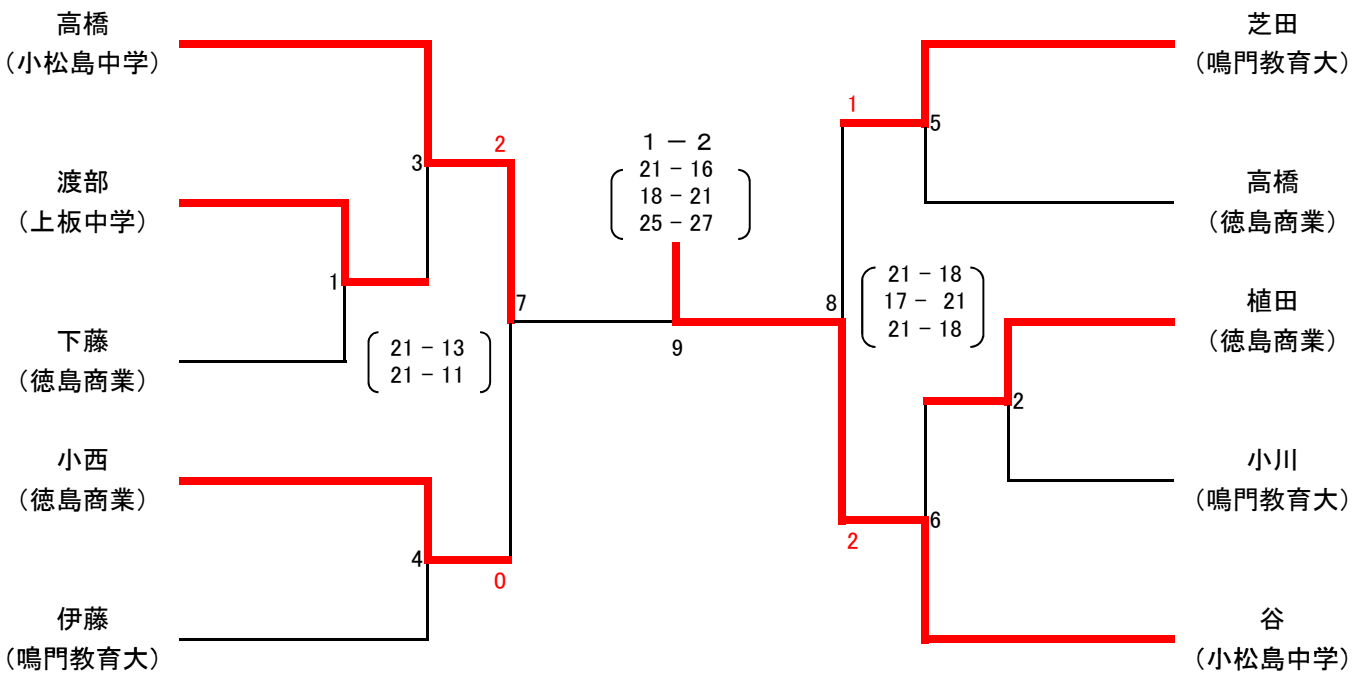 高橋
（小松島中学）
渡部
（上板中学）
下藤
（徳島商業）
小西
（徳島商業）
伊藤
（鳴門教育大）
3
2
1
7
21 − 13
21 − 11
4
0
1 − 2
21 − 16
18 − 21
25 − 27
9
1
5
8
21 − 18
17 − 21
21 − 18
2
6
2
芝田
（鳴門教育大）
高橋
（徳島商業）
植田
（徳島商業）
小川
（鳴門教育大）
谷
（小松島中学）